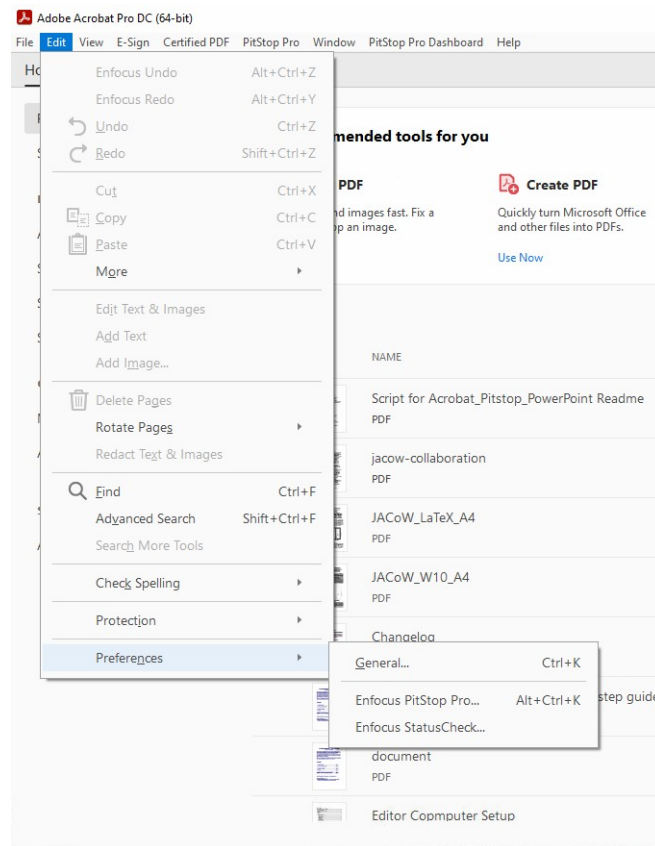 Adobe Acrobat Pro DC (64-bit)
File Edit View E-Sign Certified PDF PitStop Pro Window PitStop Pro Dashboard Help
Enfocus Undo Alt+Ctrl+Z
Enfocus Redo Alt+Ctrl+Y
Undo Ctrl+Z
Redo Shift+Ctrl+Z
Cut Ctrl+X
Copy Ctrl+C
Paste Ctrl+V
More
Edit Text & Images
Add Text
Add Image...
Delete Pages
Rotate Pages
Redact Text & Images
Find Ctrl+F
Advanced Search Shift+Ctrl+F
Search More Tools
Check Spelling
Protection
Preferences
General... Ctrl+K
Enfocus PitStop Pro... Alt+Ctrl+K
Enfocus StatusCheck...
tools for you
PDF
images fast. Fix a
an image.
Create PDF
Quickly turn Microsoft Office
and other files into PDFs.
Use Now
NAME
Script for Acrobat_Pitstop_PowerPoint Readme
PDF
jacow-collaboration
PDF
JACoW_LaTeX_A4
PDF
JACoW_W10_A4
PDF
Changelog
step guide
document
PDF
Editor Copmputer Setup